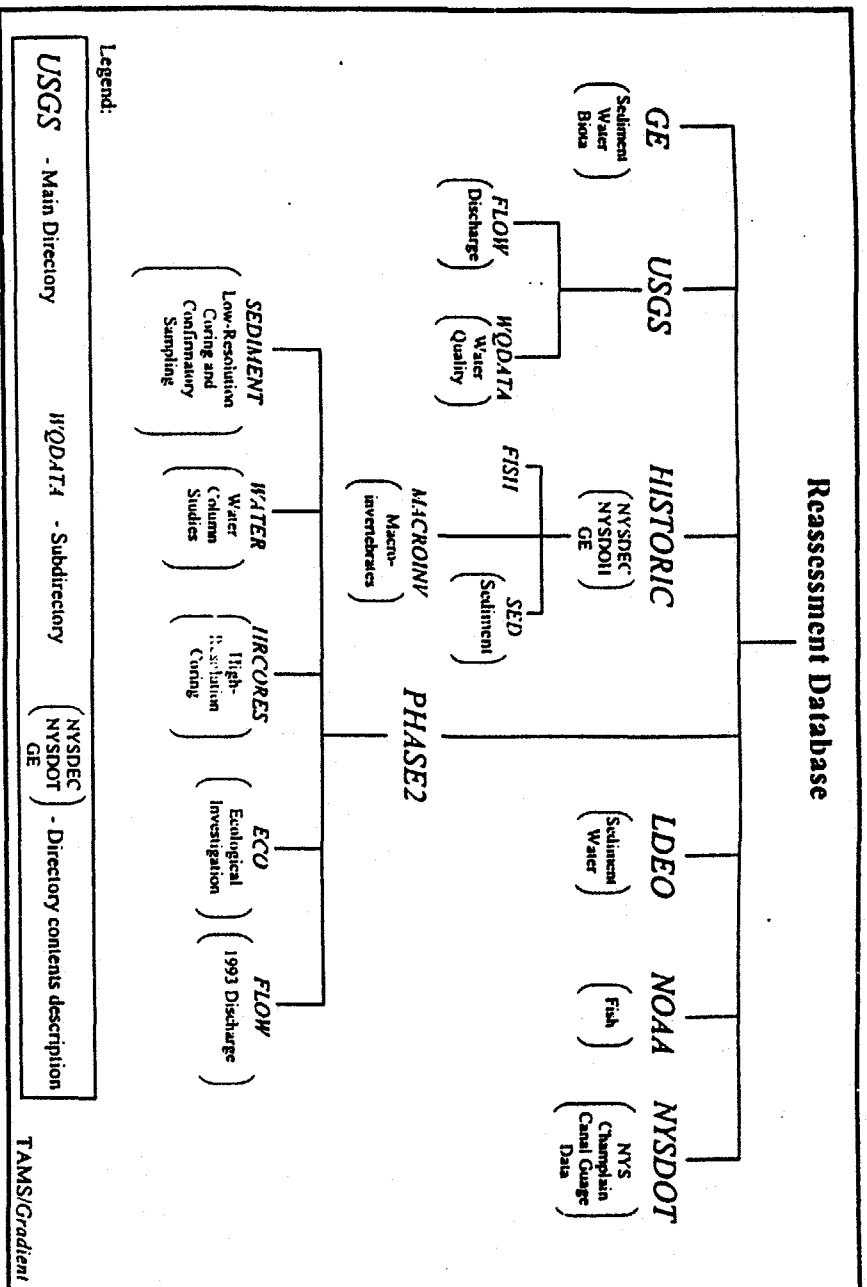 Reassessment Database
GE
Sediment
Water
Biota
USGS
FLOW
Discharge
WQDATA
Water
Quality
HISTORIC
NYSDEC
NYSDOH
GE
FISH
MACROINV
Macro-
invertebrates
SED
Sediment
PHASE2
SEDIMENT
Low-Resolution
Coring and
Confirmatory
Sampling
WATER
Water
Column
Studies
HRCORES
High-
Resolution
Coring
ECO
Ecological
Investigation
FLOW
1993 Discharge
LDEO
Sediment
Water
NOAA
Fish
NYSDOT
NYS
Champlain
Canal Guage
Data
Legend:
USGS - Main Directory
WQDATA - Subdirectory
NYSDEC
NYSDOT
GE
- Directory contents description
TAMS/Gradient